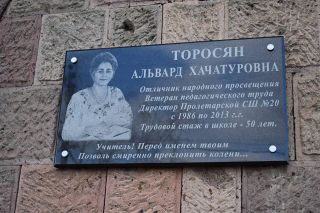 ТОРОСЯН
АЛЬВАРД ХАЧАТУРОВНА
Отличник народного просвещения
Ветеран педагогического труда
Директор Пролетарской СШ №20
с 1986 по 2013 г.г.
Трудовой стаж в школе - 50 лет.
Учитель! Перед именем твоим
Позволь смиренно преклонить колени...